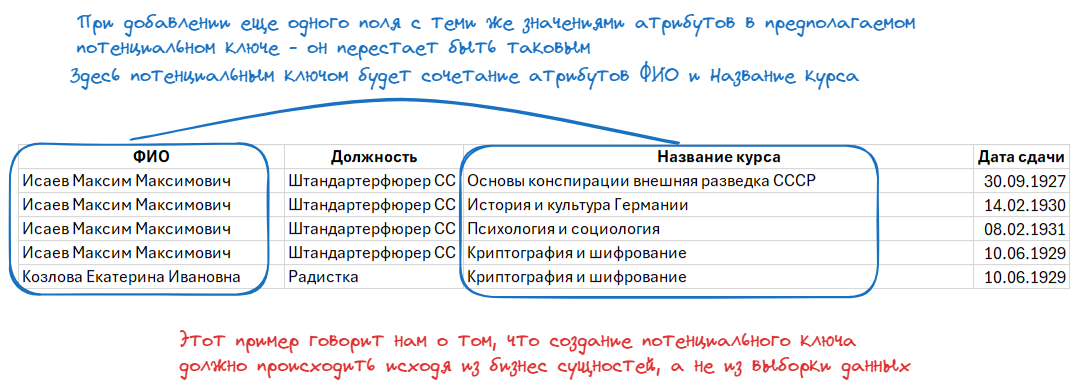 При добавлении еще одного поля с теми же значениями атрибутов в предполагаемом
потенциальном ключе - он перестает быть таковым
Здесь потенциальным ключом будет сочетание атрибутов ФИО и Название курса
ФИО Должность Название курса Дата сдачи
Исаев Максим Максимович Штандартерфюрер СС Основы конспирации внешняя разведка СССР 30.09.1927
Исаев Максим Максимович Штандартерфюрер СС История и культура Германии 14.02.1930
Исаев Максим Максимович Штандартерфюрер СС Психология и социология 08.02.1931
Исаев Максим Максимович Штандартерфюрер СС Криптография и шифрование 10.06.1929
Козлова Екатерина Ивановна Радистка Криптография и шифрование 10.06.1929
Этот пример говорит нам о том, что создание потенциального ключа
должно происходить исходя из бизнес сущностей, а не из выборки данных